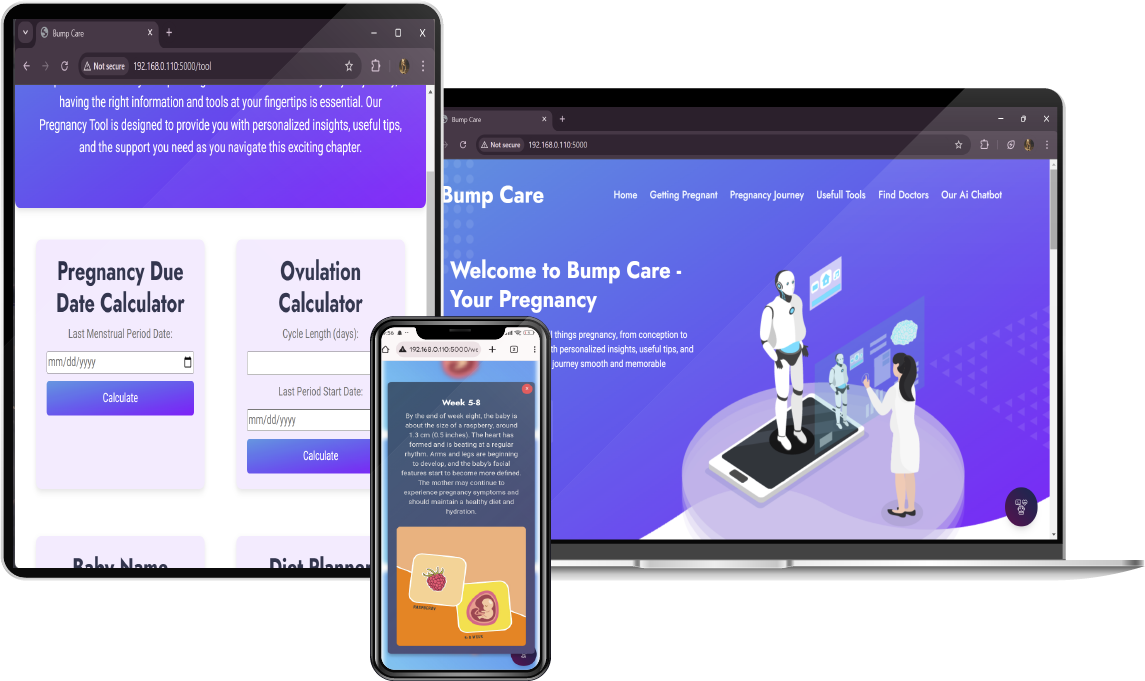 Bump Care
Not secure
192.168.0.110:5000/tool
having the right information and tools at your fingertips is essential. Our
Pregnancy Tool is designed to provide you with personalized insights, useful tips,
and the support you need as you navigate this exciting chapter.
Pregnancy Due
Date Calculator
Last Menstrual Period Date:
mm/dd/yyyy
Calculate
Ovulation
Calculator
Cycle Length (days):
Last Period Start Date:
mm/dd/yyyy
Calculate
Baby Name
Diet Planner
Bump Care
Not secure
192.168.0.110:5000
Bump Care
Home
Getting Pregnant
Pregnancy Journey
Usefull Tools
Find Doctors
Our Ai Chatbot
Welcome to Bump Care -
Your Pregnancy
things pregnancy, from conception to
personalized insights, useful tips, and
journey smooth and memorable
192.168.0.110:5000/we
Week 5-8
By the end of week eight, the baby is
about the size of a raspberry, around
1.3 cm (0.5 inches). The heart has
formed and is beating at a regular
rhythm. Arms and legs are beginning
to develop, and the baby's facial
features start to become more defined.
The mother may continue to
experience pregnancy symptoms and
should maintain a healthy diet and
hydration.
RASPBERRY